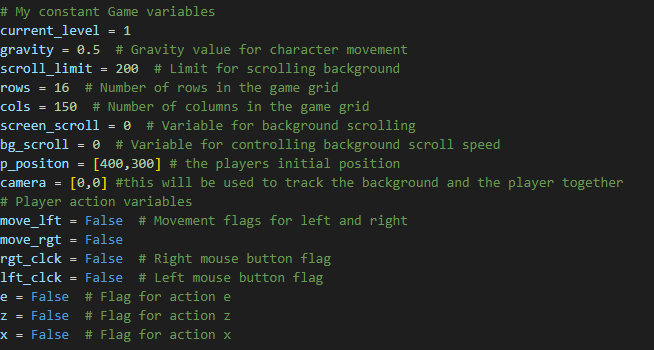 # My constant Game variables
current_level = 1
gravity = 0.5  # Gravity value for character movement
scroll_limit = 200  # Limit for scrolling background
rows = 16  # Number of rows in the game grid
cols = 150  # Number of columns in the game grid
screen_scroll = 0  # Variable for background scrolling
bg_scroll = 0  # Variable for controlling background scroll speed
p_positon = [400,300] # the players initial position
camera = [0,0] #this will be used to track the background and the player together
# Player action variables
move_lft = False  # Movement flags for left and right
move_rgt = False
rgt_clck = False  # Right mouse button flag
lft_clck = False  # Left mouse button flag
e = False  # Flag for action e
z = False  # Flag for action z
x = False  # Flag for action x